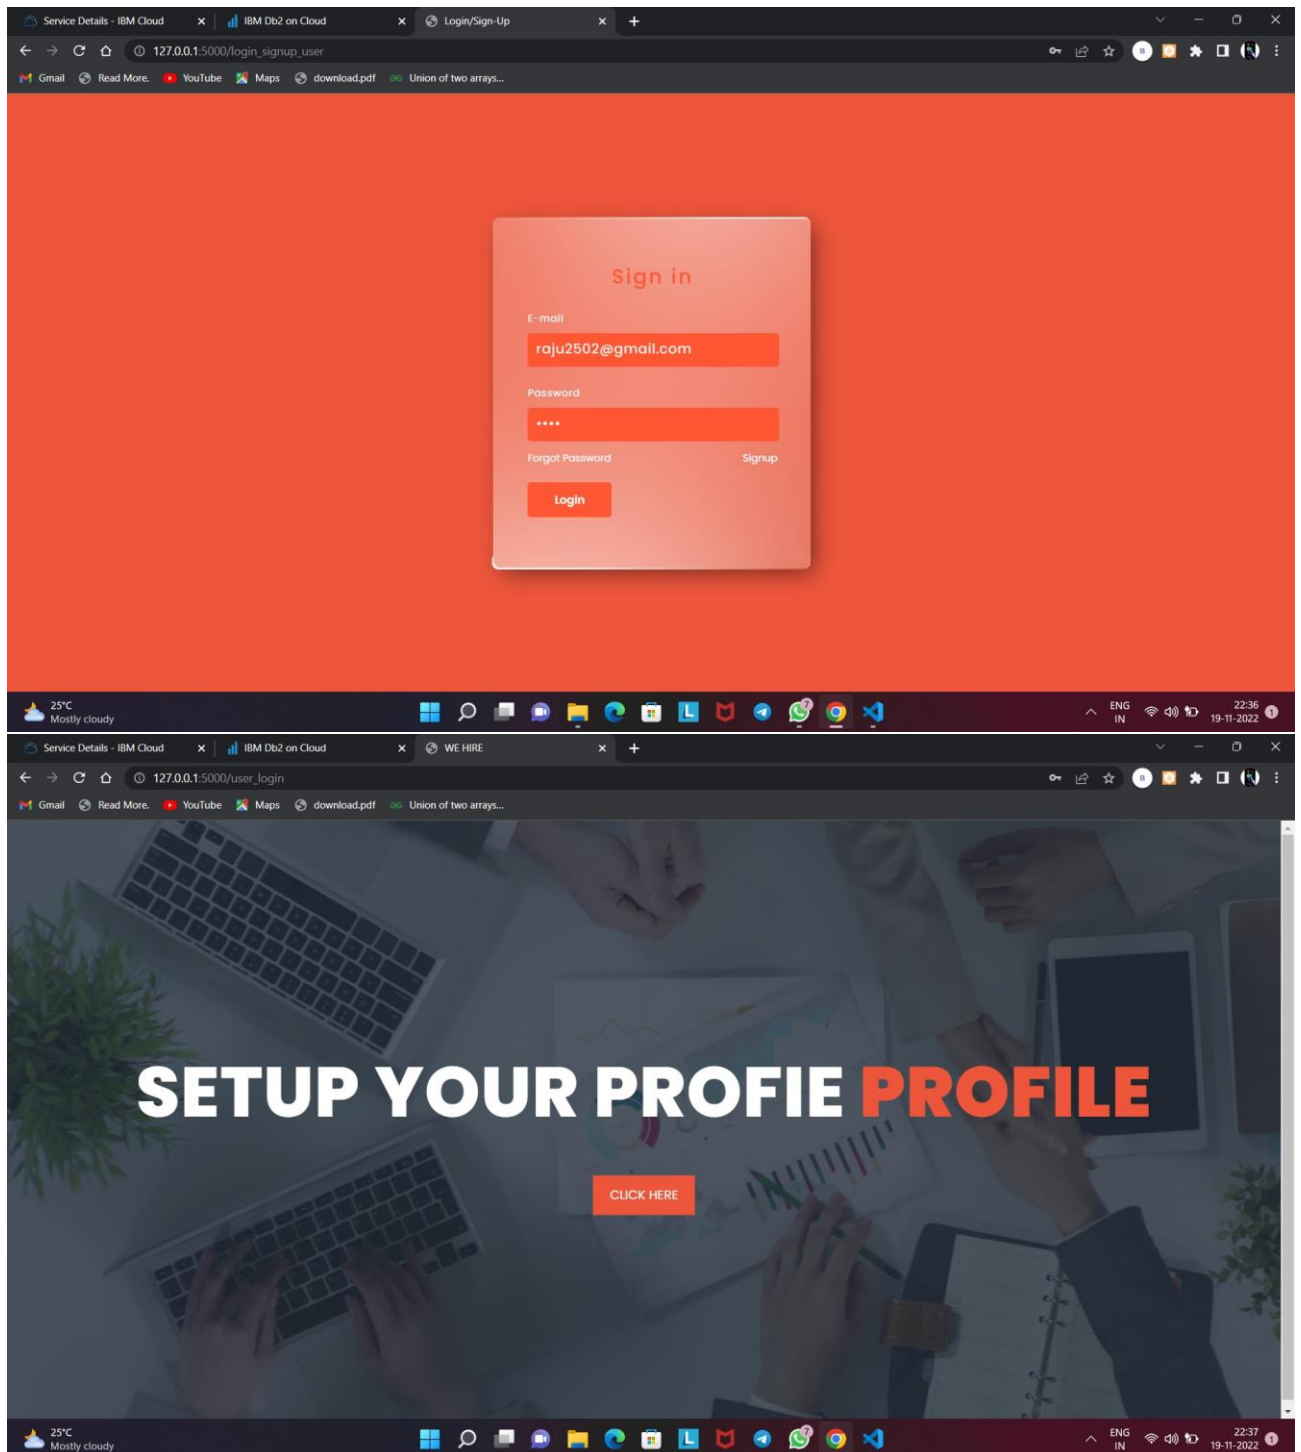 Service Details - IBM Cloud IBM Db2 on Cloud Login/Sign-Up
127.0.0.1:5000/login_signup_user
Gmail Read More. YouTube Maps download.pdf Union of two arrays...
Sign in
E-mail
raju2502@gmail.com
Password
••••
Forgot Password Signup
Login
25°C
Mostly cloudy
ENG
IN
22:36
19-11-2022
Service Details - IBM Cloud IBM Db2 on Cloud WE HIRE
127.0.0.1:5000/user_login
Gmail Read More. YouTube Maps download.pdf Union of two arrays...
SETUP YOUR PROFIE PROFILE
CLICK HERE
25°C
Mostly cloudy
ENG
IN
22:37
19-11-2022